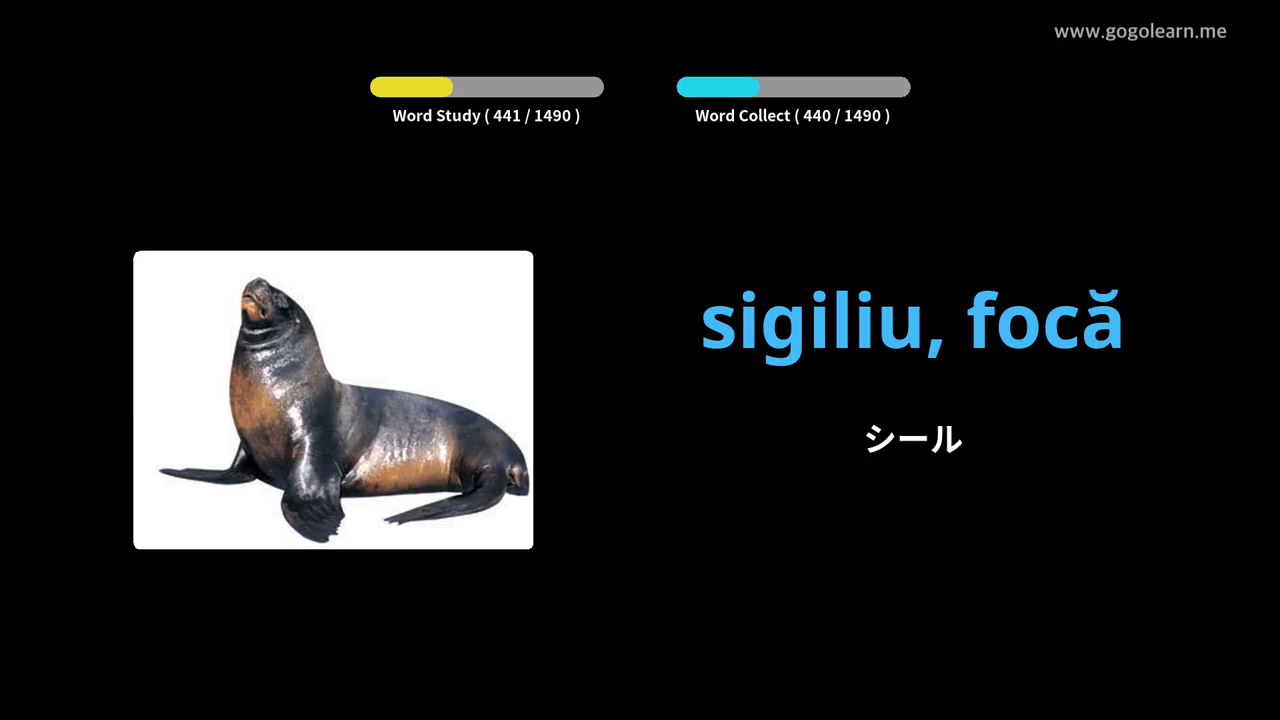 www.gogolearn.me
Word Study ( 441 / 1490 )
Word Collect ( 440 / 1490 )
sigiliu, focă
シール